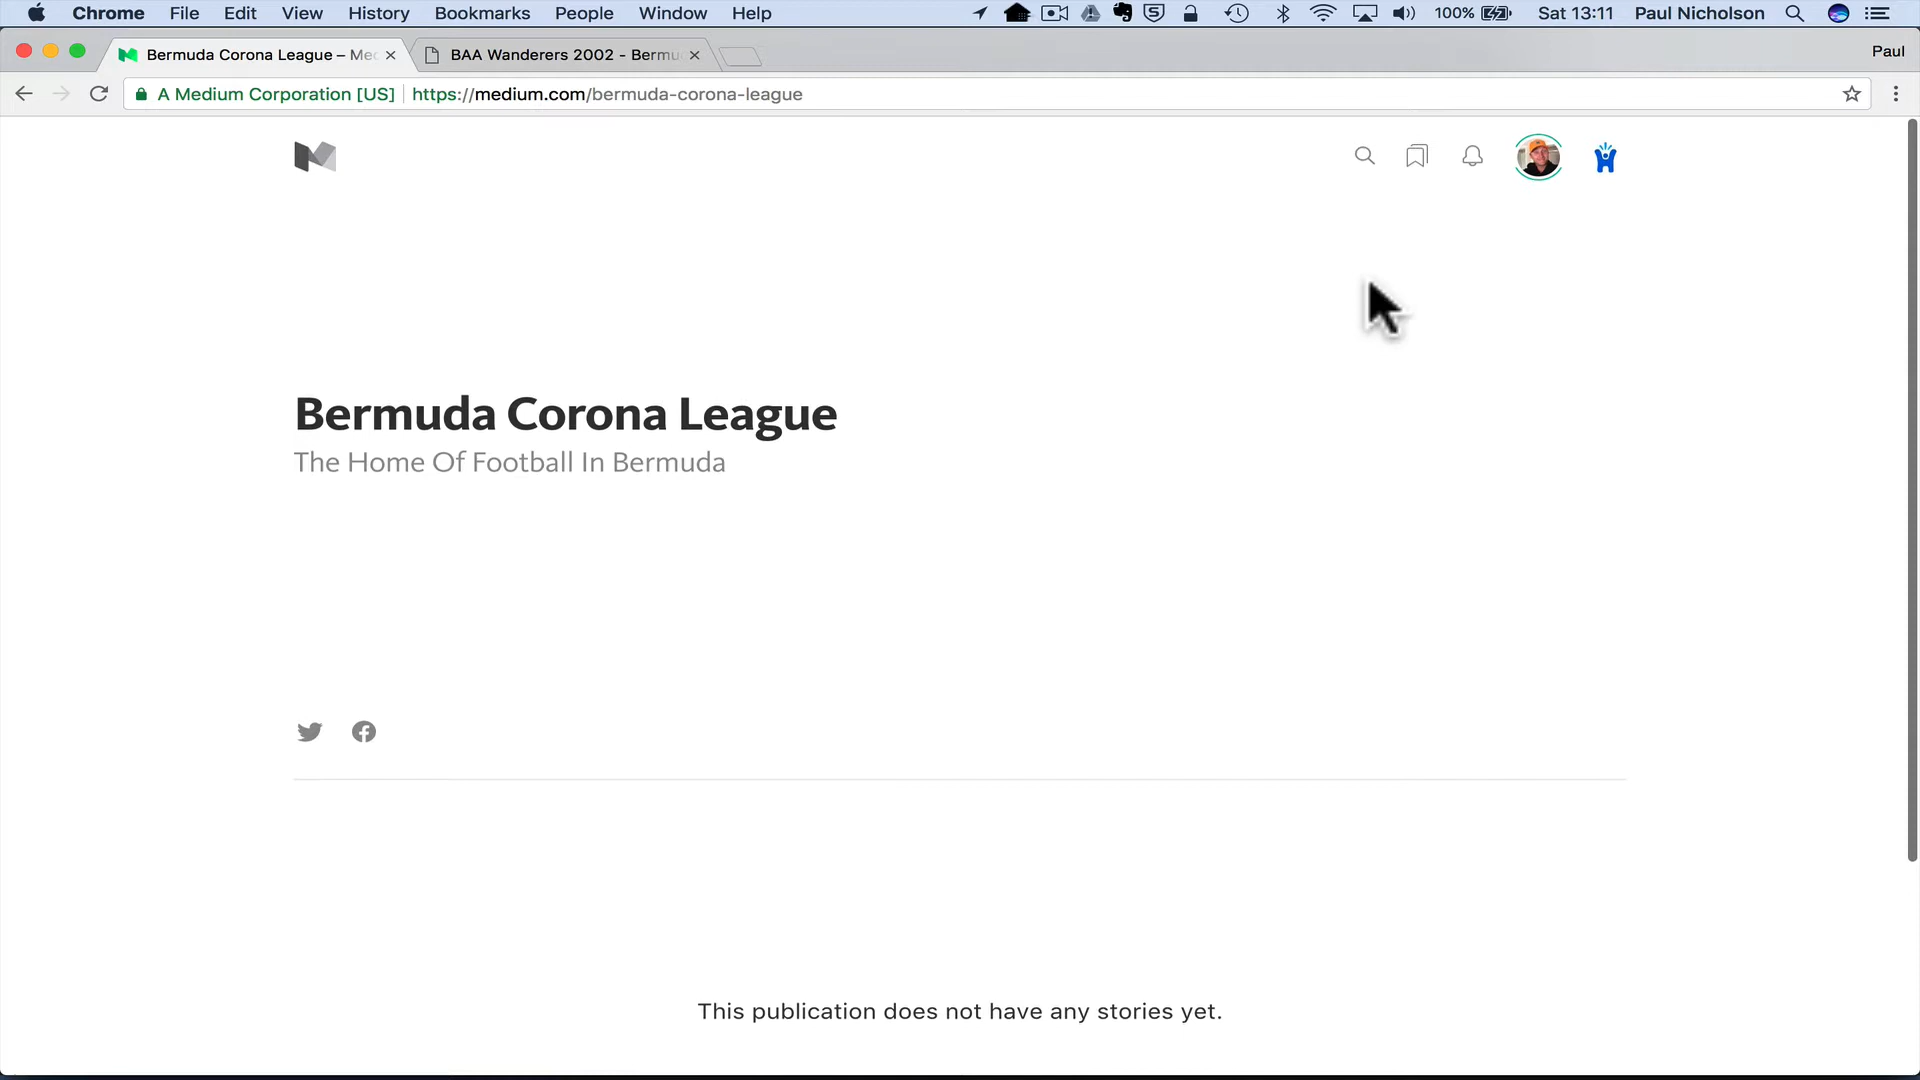 Chrome File Edit View History Bookmarks People Window Help 100% Sat 13:11 Paul Nicholson
Bermuda Corona League – Med BAA Wanderers 2002 - Bermu Paul
A Medium Corporation [US] https://medium.com/bermuda-corona-league
Bermuda Corona League
The Home Of Football In Bermuda
This publication does not have any stories yet.